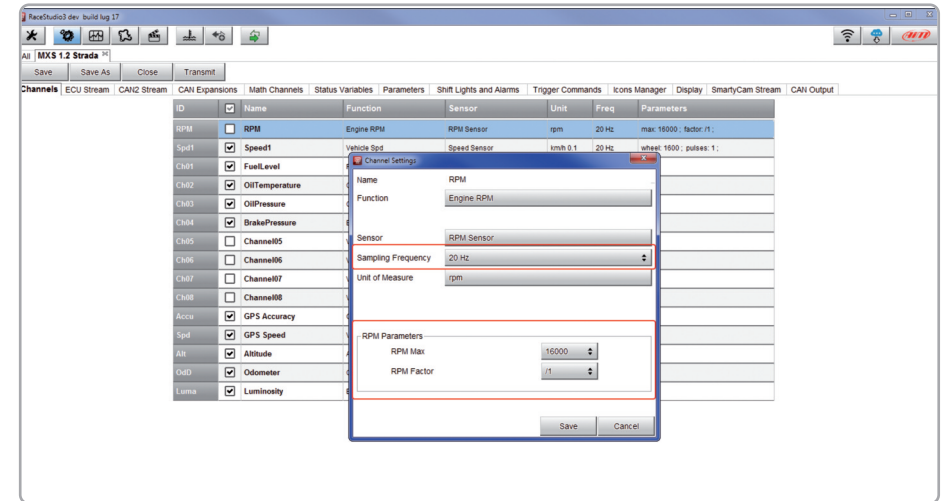 RaceStudio3 dev build lug 17
AiM
All MXS 1.2 Strada
Save Save As Close Transmit
Channels ECU Stream CAN2 Stream CAN Expansions Math Channels Status Variables Parameters Shift Lights and Alarms Trigger Commands Icons Manager Display SmartyCam Stream CAN Output
ID Name Function Sensor Unit Freq Parameters
RPM RPM Engine RPM RPM Sensor rpm 20 Hz max: 16000 ; factor: /1 ;
Spd1 Speed1 Vehicle Spd Speed Sensor km/h 0.1 20 Hz wheel: 1600 ; pulses: 1 ;
Ch01 FuelLevel
Ch02 OilTemperature
Ch03 OilPressure
Ch04 BrakePressure
Ch05 Channel05
Ch06 Channel06
Ch07 Channel07
Ch08 Channel08
Accu GPS Accuracy
Spd GPS Speed
Alt Altitude
OdD Odometer
Luma Luminosity
Channel Settings
Name RPM
Function Engine RPM
Sensor RPM Sensor
Sampling Frequency 20 Hz
Unit of Measure rpm
RPM Parameters
RPM Max 16000
RPM Factor /1
Save Cancel